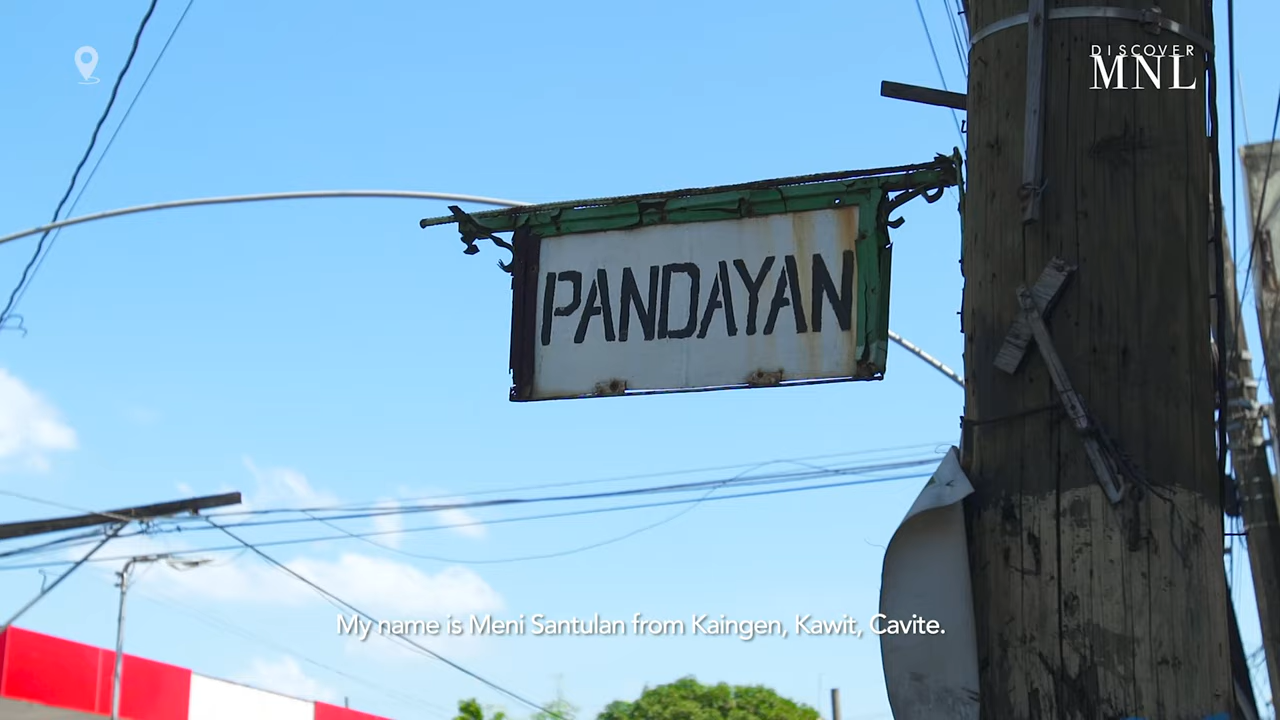 DISCOVER
MNL
PANDAYAN
My name is Meni Santulan from Kaingen, Kawit, Cavite.